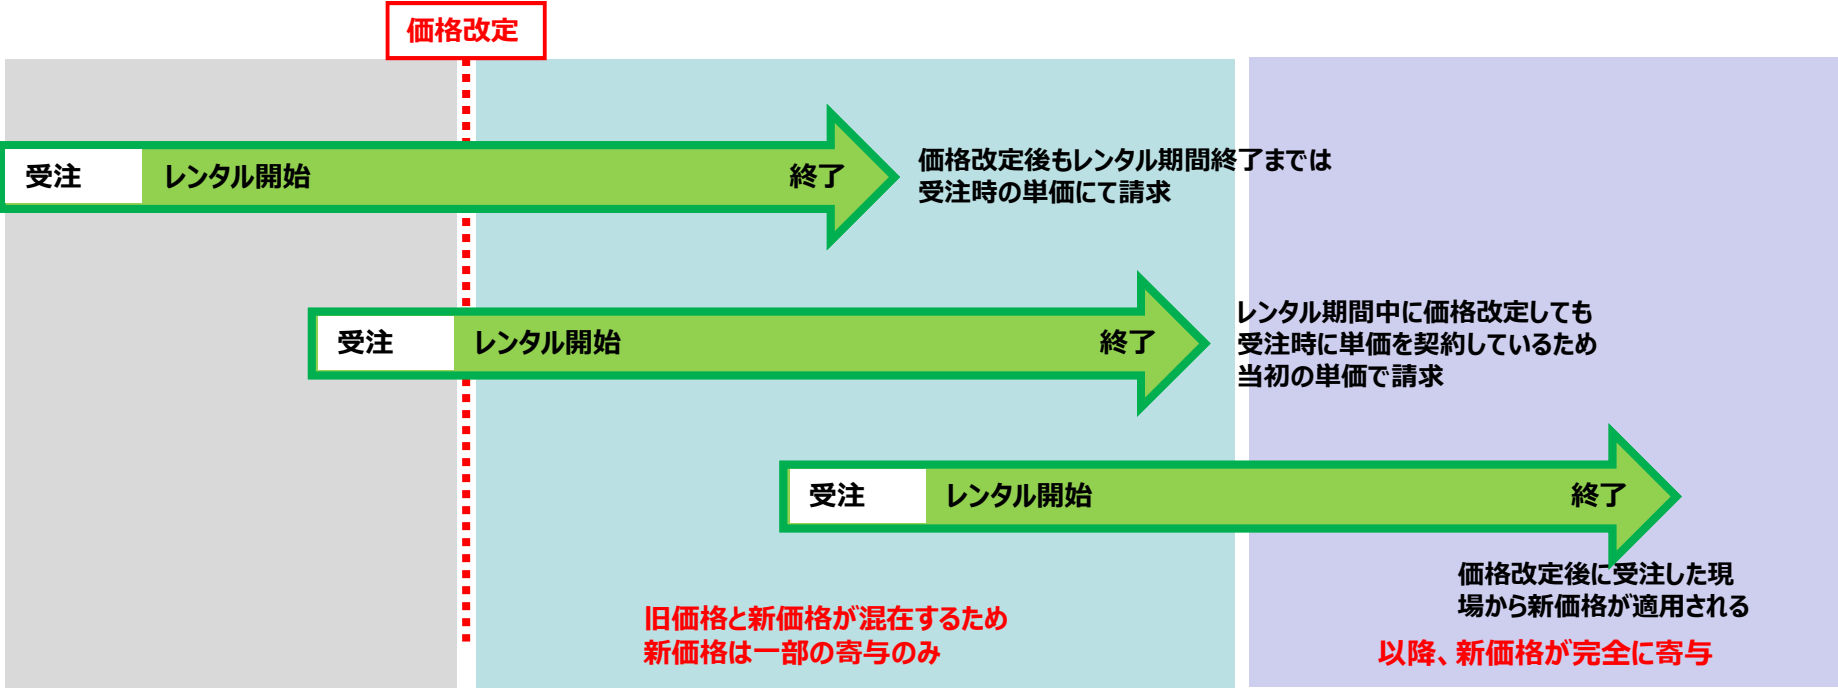 価格改定
受注
レンタル開始
終了
価格改定後もレンタル期間終了までは
受注時の単価にて請求
受注
レンタル開始
終了
レンタル期間中に価格改定しても
受注時に単価を契約しているため
当初の単価で請求
受注
レンタル開始
終了
価格改定後に受注した現
場から新価格が適用される
旧価格と新価格が混在するため
新価格は一部の寄与のみ
以降、新価格が完全に寄与